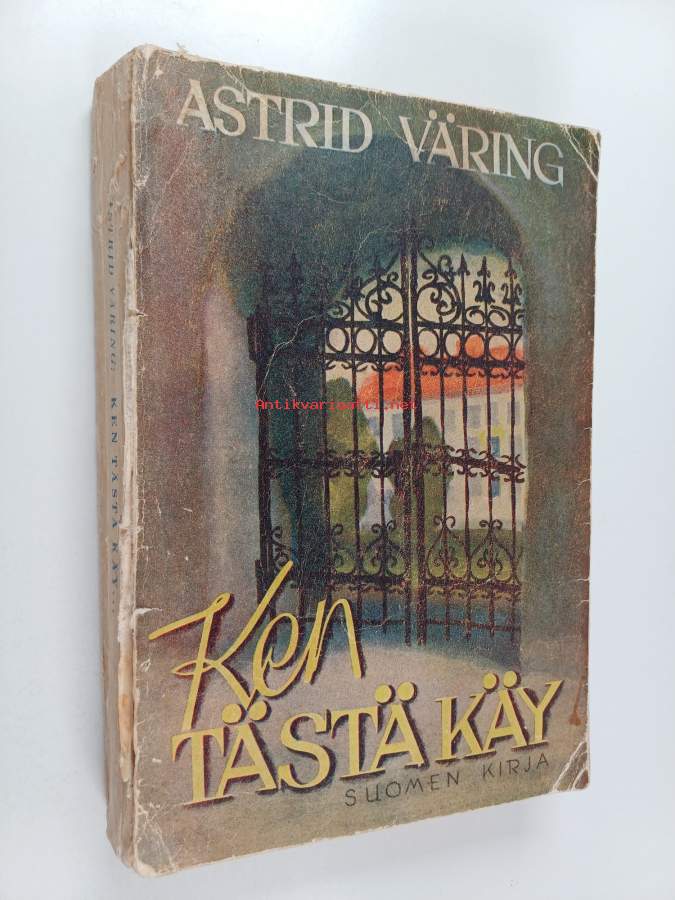 ASTRID VÄRING
Antikvariaatti.net
Ken
TÄSTÄ KÄY
SUOMEN KIRJA
ASTRID VÄRING: KEN TÄSTÄ KÄY...